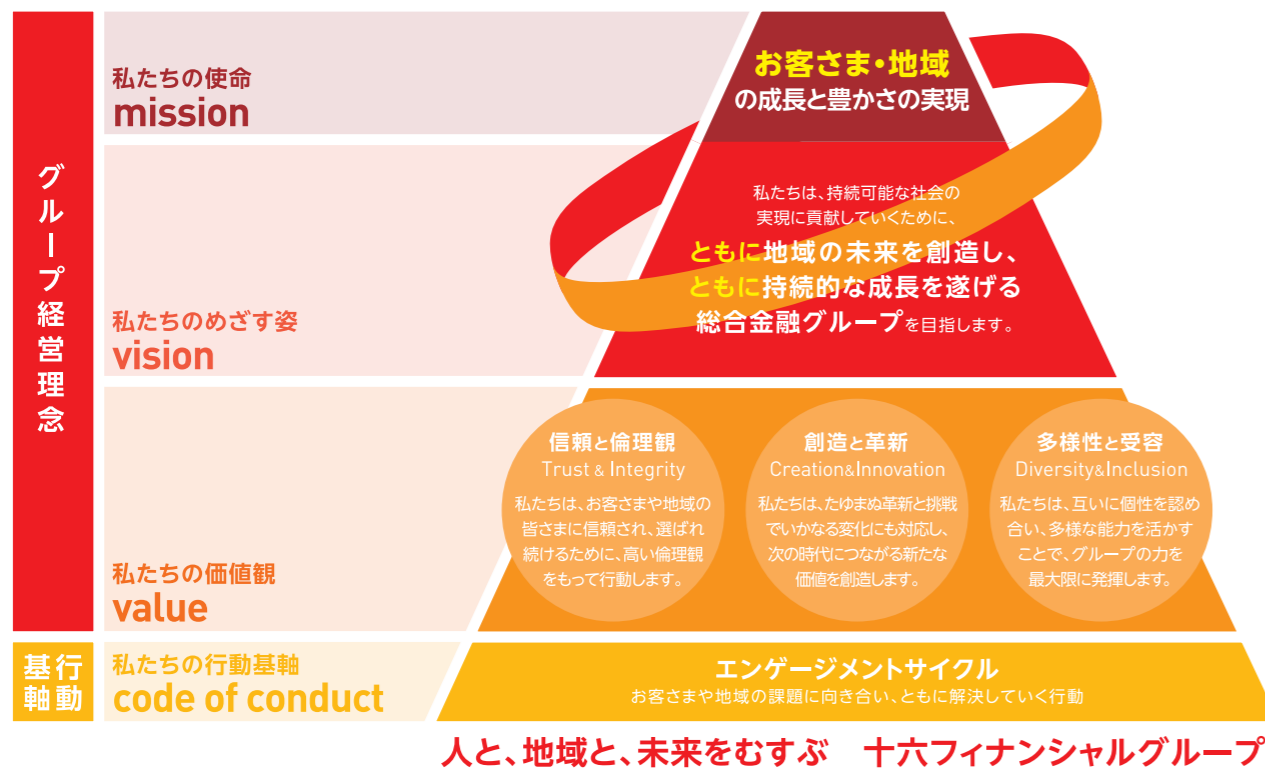 グループ経営理念
私たちの使命
mission
お客さま・地域
の成長と豊かさの実現
私たちのめざす姿
vision
私たちは、持続可能な社会の
実現に貢献していくために、
ともに地域の未来を創造し、
ともに持続的な成長を遂げる
総合金融グループを目指します。
私たちの価値観
value
信頼と倫理観
Trust & Integrity
私たちは、お客さまや地域の
皆さまに信頼され、選ばれ
続けるために、高い倫理観
をもって行動します。
創造と革新
Creation&Innovation
私たちは、たゆまぬ革新と挑戦
でいかなる変化にも対応し、
次の時代につながる新たな
価値を創造します。
多様性と受容
Diversity&Inclusion
私たちは、互いに個性を認め
合い、多様な能力を活かす
ことで、グループの力を
最大限に発揮します。
行動
基軸
私たちの行動基軸
code of conduct
エンゲージメントサイクル
お客さまや地域の課題に向き合い、ともに解決していく行動
人と、地域と、未来をむすぶ　十六フィナンシャルグループ